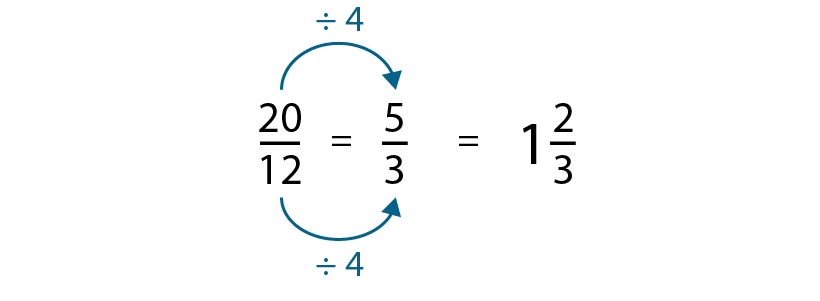 ÷ 4
20/12 = 5/3 = 1 2/3
÷ 4